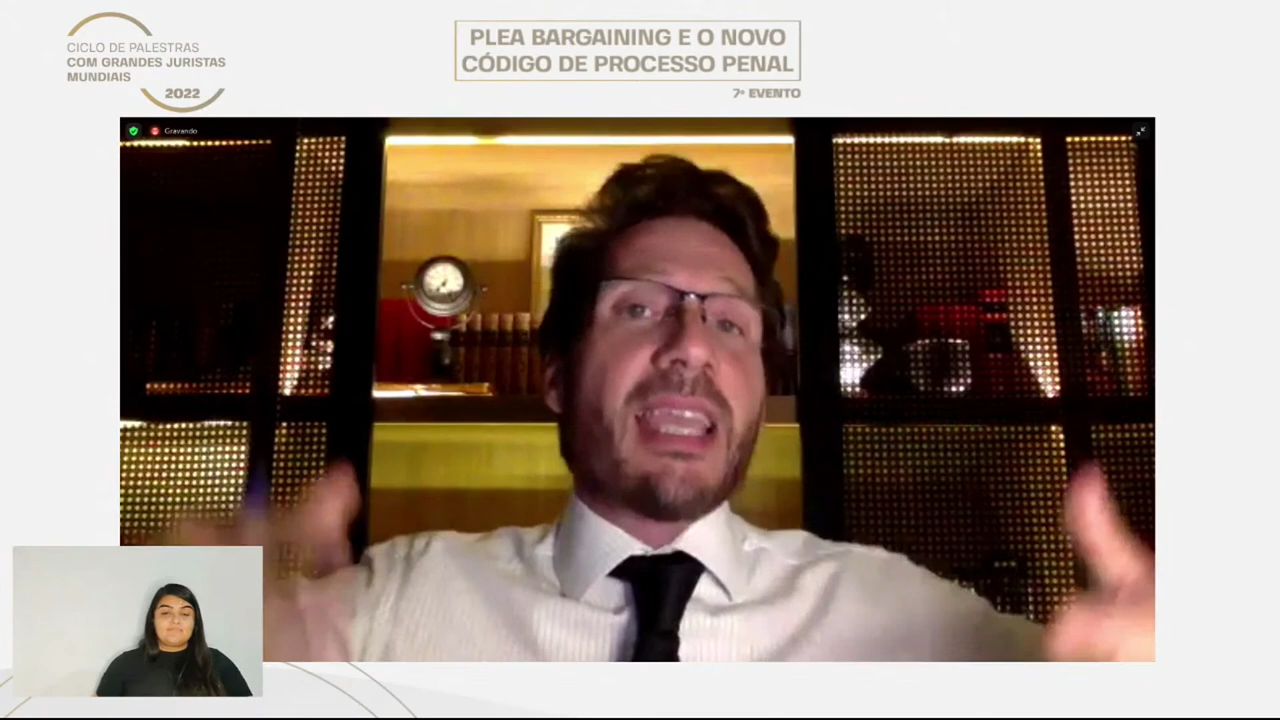 CICLO DE PALESTRAS
COM GRANDES JURISTAS
MUNDIAIS
2022
PLEA BARGAINING E O NOVO
CÓDIGO DE PROCESSO PENAL
7º EVENTO
Gravando